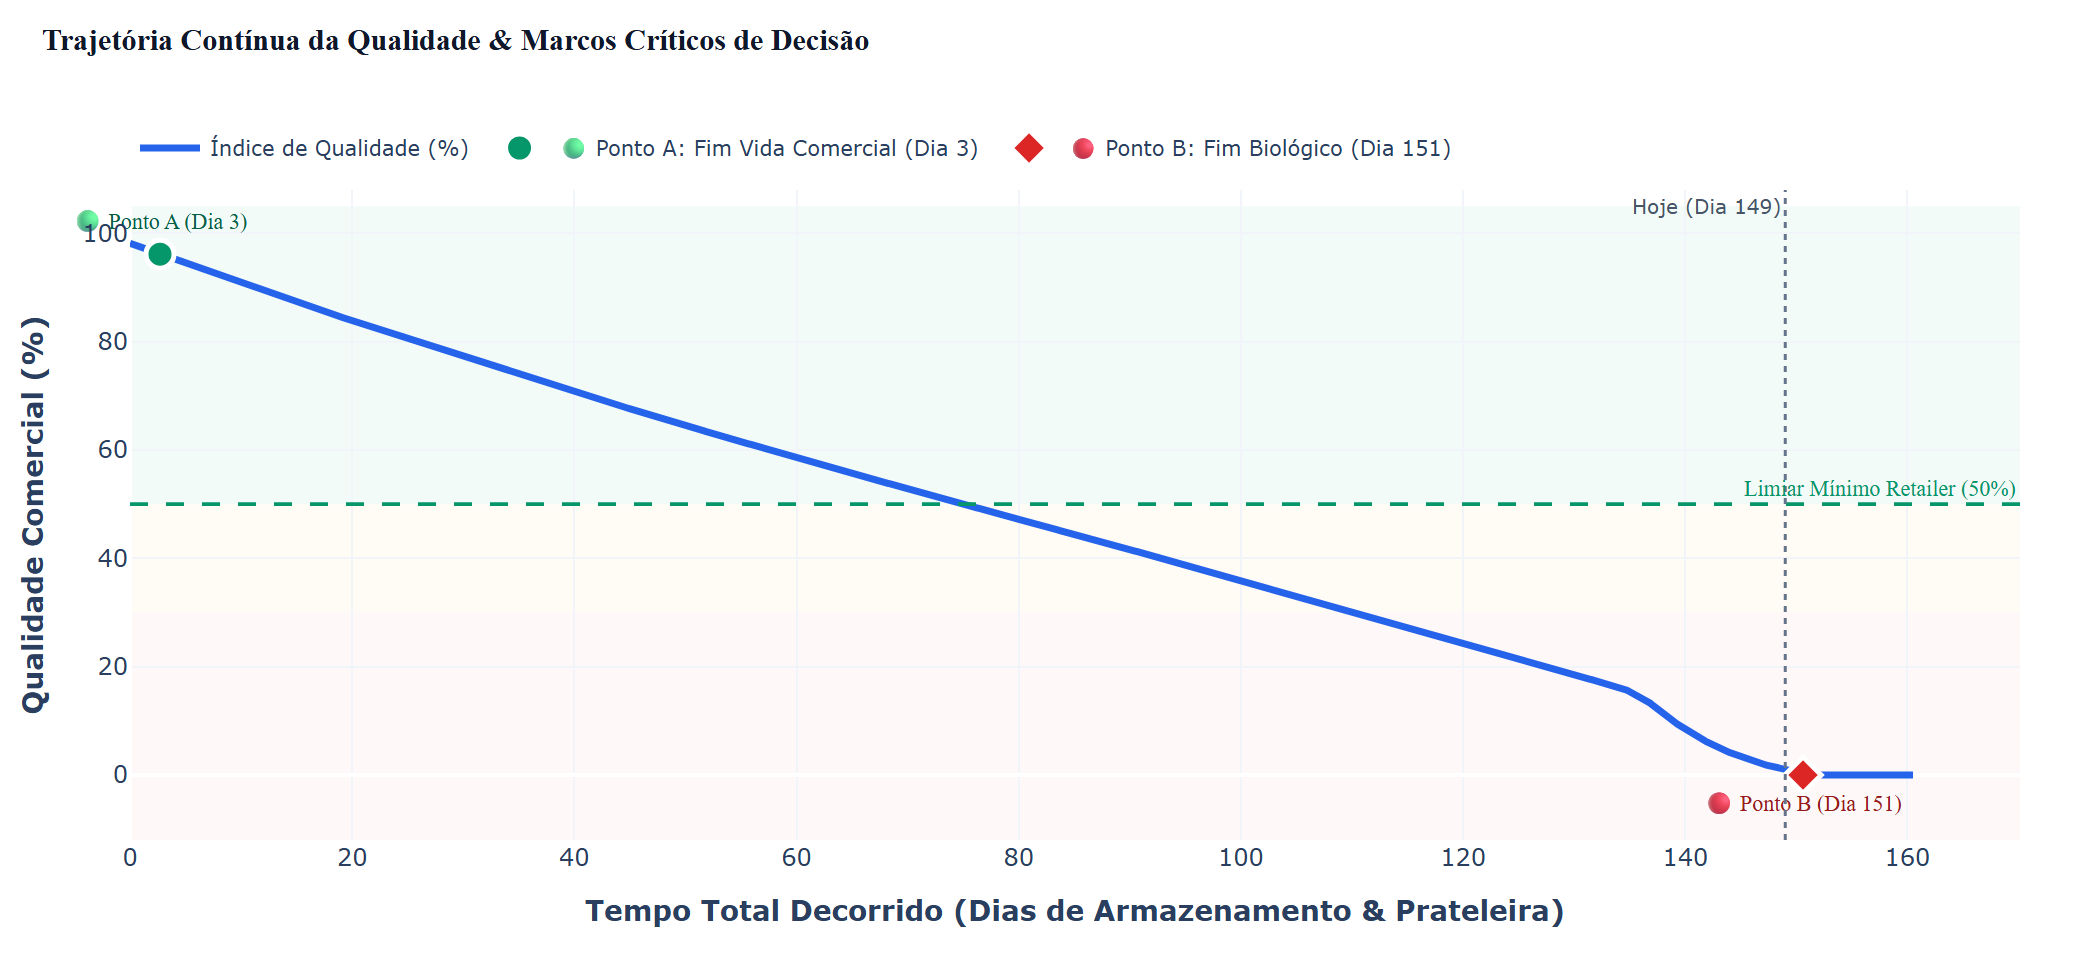 Trajetória Contínua da Qualidade & Marcos Críticos de Decisão
Índice de Qualidade (%)
Ponto A: Fim Vida Comercial (Dia 3)
Ponto B: Fim Biológico (Dia 151)
Ponto A (Dia 3)
Hoje (Dia 149)
Limiar Mínimo Retailer (50%)
Ponto B (Dia 151)
Qualidade Comercial (%)
100
80
60
40
20
0
0 20 40 60 80 100 120 140 160
Tempo Total Decorrido (Dias de Armazenamento & Prateleira)